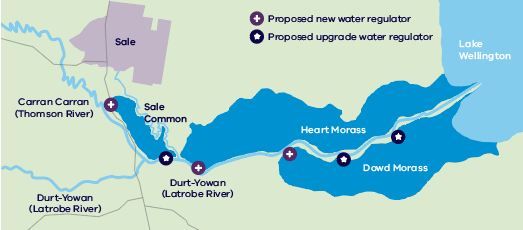 Proposed new water regulator
Proposed upgrade water regulator
Sale
Lake
Wellington
Carran Carran
(Thomson River)
Sale
Common
Heart Morass
Dowd Morass
Durt-Yowan
(Latrobe River)
Durt-Yowan
(Latrobe River)